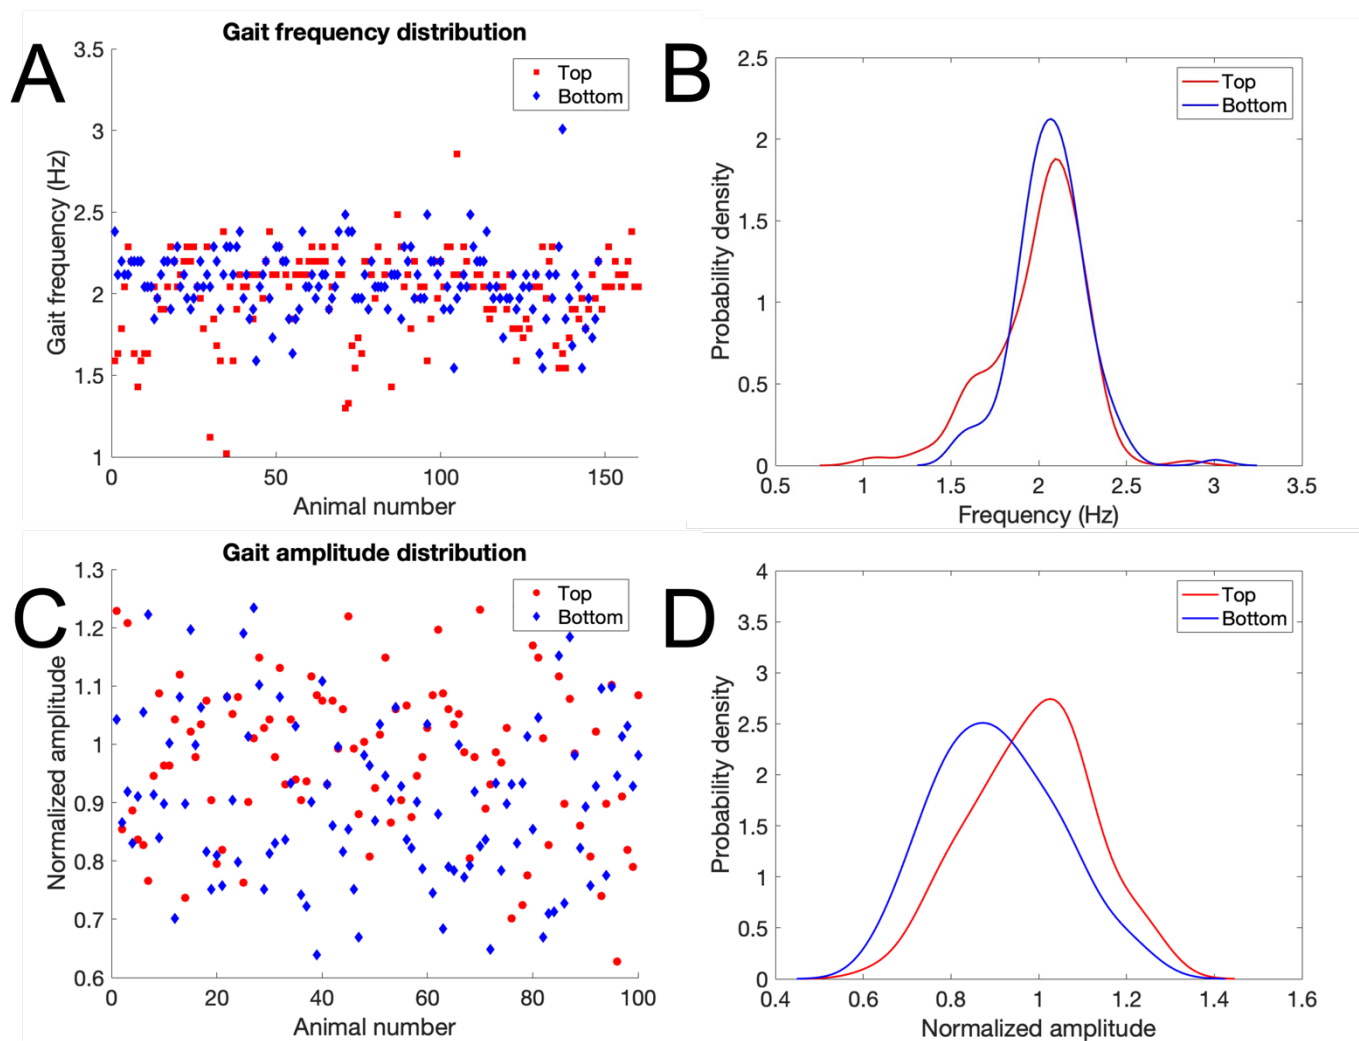 A
Gait frequency distribution
Gait frequency (Hz)
3.5
3
2.5
2
1.5
1
Top
Bottom
0
50
100
150
Animal number
B
Probability density
2.5
2
1.5
1
0.5
0
Top
Bottom
0.5
1
1.5
2
2.5
3
3.5
Frequency (Hz)
C
Gait amplitude distribution
Normalized amplitude
1.3
1.2
1.1
1
0.9
0.8
0.7
0.6
Top
Bottom
0
20
40
60
80
100
Animal number
D
Probability density
4
3.5
3
2.5
2
1.5
1
0.5
0
Top
Bottom
0.4
0.6
0.8
1
1.2
1.4
1.6
Normalized amplitude